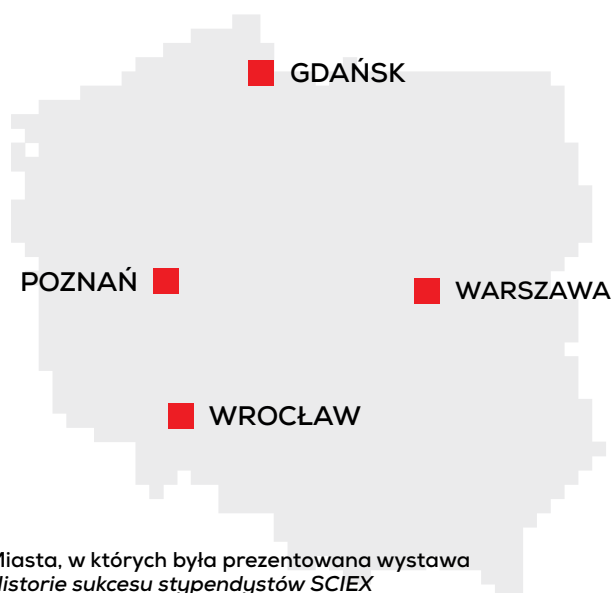 GDAŃSK
POZNAŃ
WARSZAWA
WROCŁAW
Miasta, w których była prezentowana wystawa
Historie sukcesu stypendystów SCIEX